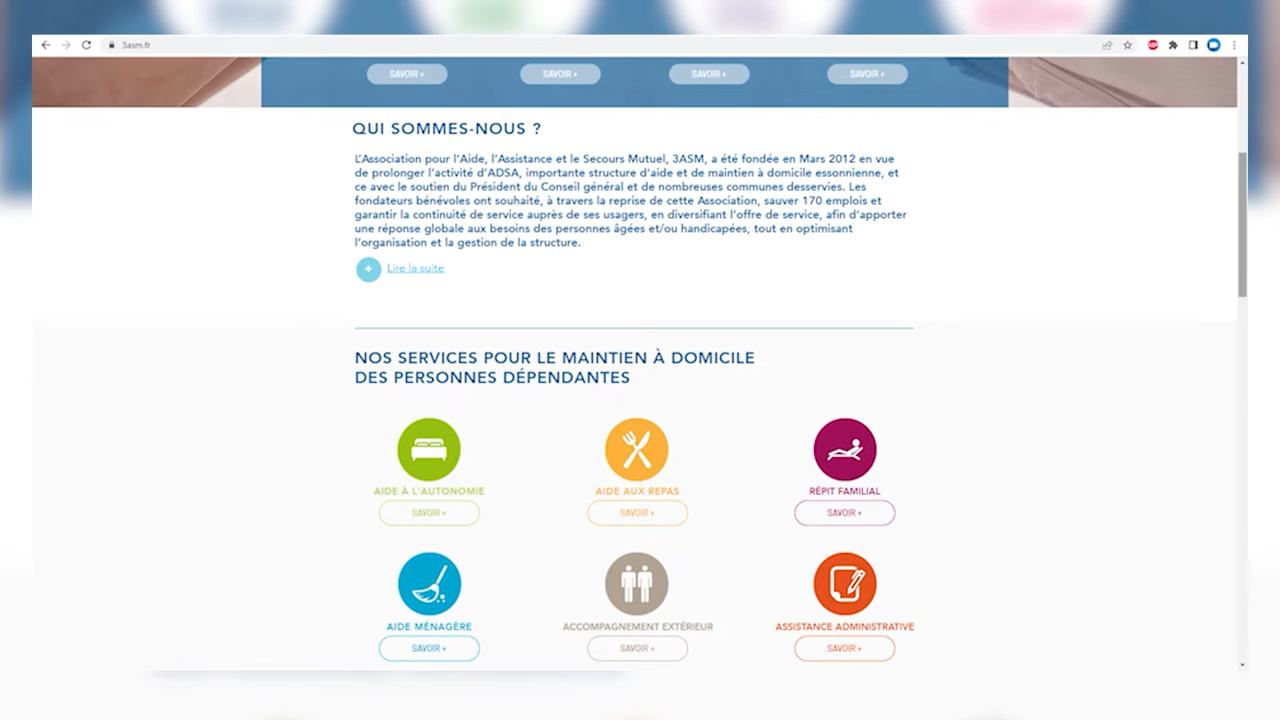 3asm.fr
SAVOIR + SAVOIR + SAVOIR + SAVOIR +
QUI SOMMES-NOUS ?
L'Association pour l'Aide, l'Assistance et le Secours Mutuel, 3ASM, a été fondée en Mars 2012 en vue
de prolonger l'activité d'ADSA, importante structure d'aide et de maintien à domicile essonnienne, et
ce avec le soutien du Président du Conseil général et de nombreuses communes desservies. Les
fondateurs bénévoles ont souhaité, à travers la reprise de cette Association, sauver 170 emplois et
garantir la continuité de service auprès de ses usagers, en diversifiant l'offre de service, afin d'apporter
une réponse globale aux besoins des personnes âgées et/ou handicapées, tout en optimisant
l'organisation et la gestion de la structure.
+ Lire la suite
NOS SERVICES POUR LE MAINTIEN À DOMICILE
DES PERSONNES DÉPENDANTES
AIDE À L'AUTONOMIE AIDE AUX REPAS RÉPIT FAMILIAL
SAVOIR + SAVOIR + SAVOIR +
AIDE MÉNAGÈRE ACCOMPAGNEMENT EXTÉRIEUR ASSISTANCE ADMINISTRATIVE
SAVOIR + SAVOIR + SAVOIR +